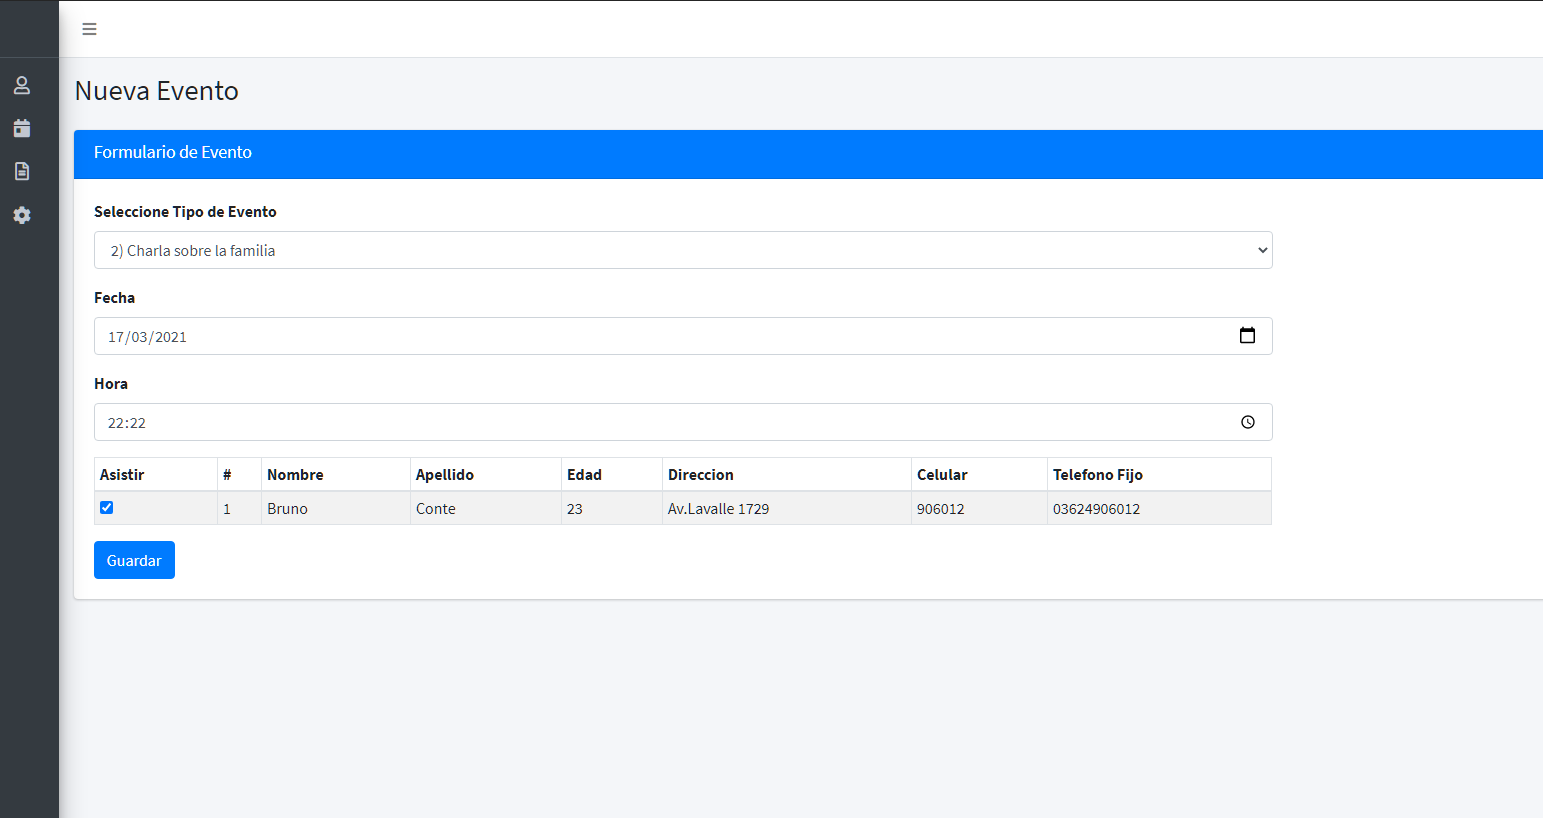 Nueva Evento
Formulario de Evento
Seleccione Tipo de Evento
2) Charla sobre la familia
Fecha
17/03/2021
Hora
22:22
Asistir # Nombre Apellido Edad Direccion Celular Telefono Fijo
1 Bruno Conte 23 Av.Lavalle 1729 906012 03624906012
Guardar